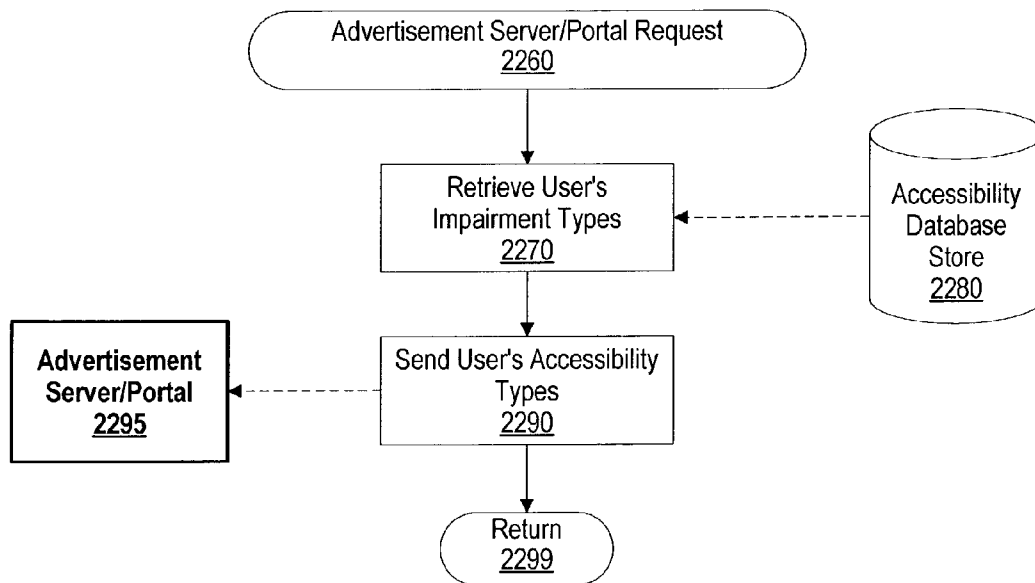 Advertisement Server/Portal Request
2260
Retrieve User's
Impairment Types
2270
Accessibility
Database
Store
2280
Send User's Accessibility
Types
2290
Advertisement
Server/Portal
2295
Return
2299